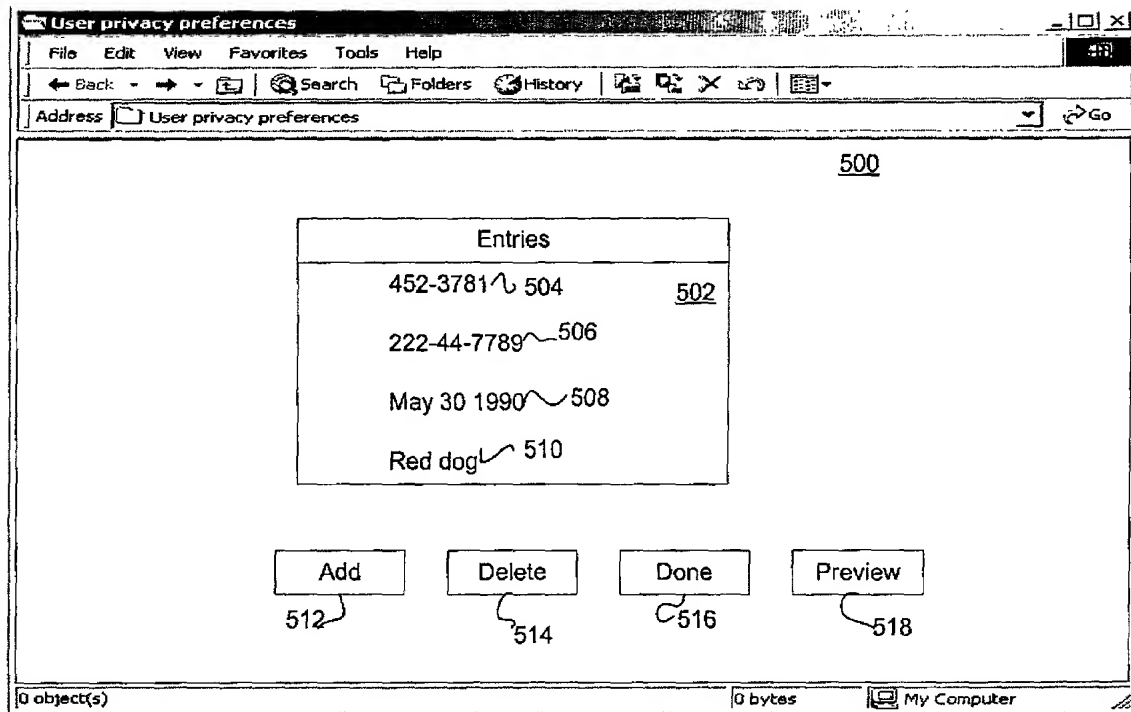 User privacy preferences
File Edit View Favorites Tools Help
Back Search Folders History
Address User privacy preferences Go
500
Entries
452-3781 504 502
222-44-7789 506
May 30 1990 508
Red dog 510
Add Delete Done Preview
512 514 516 518
0 object(s) 0 bytes My Computer